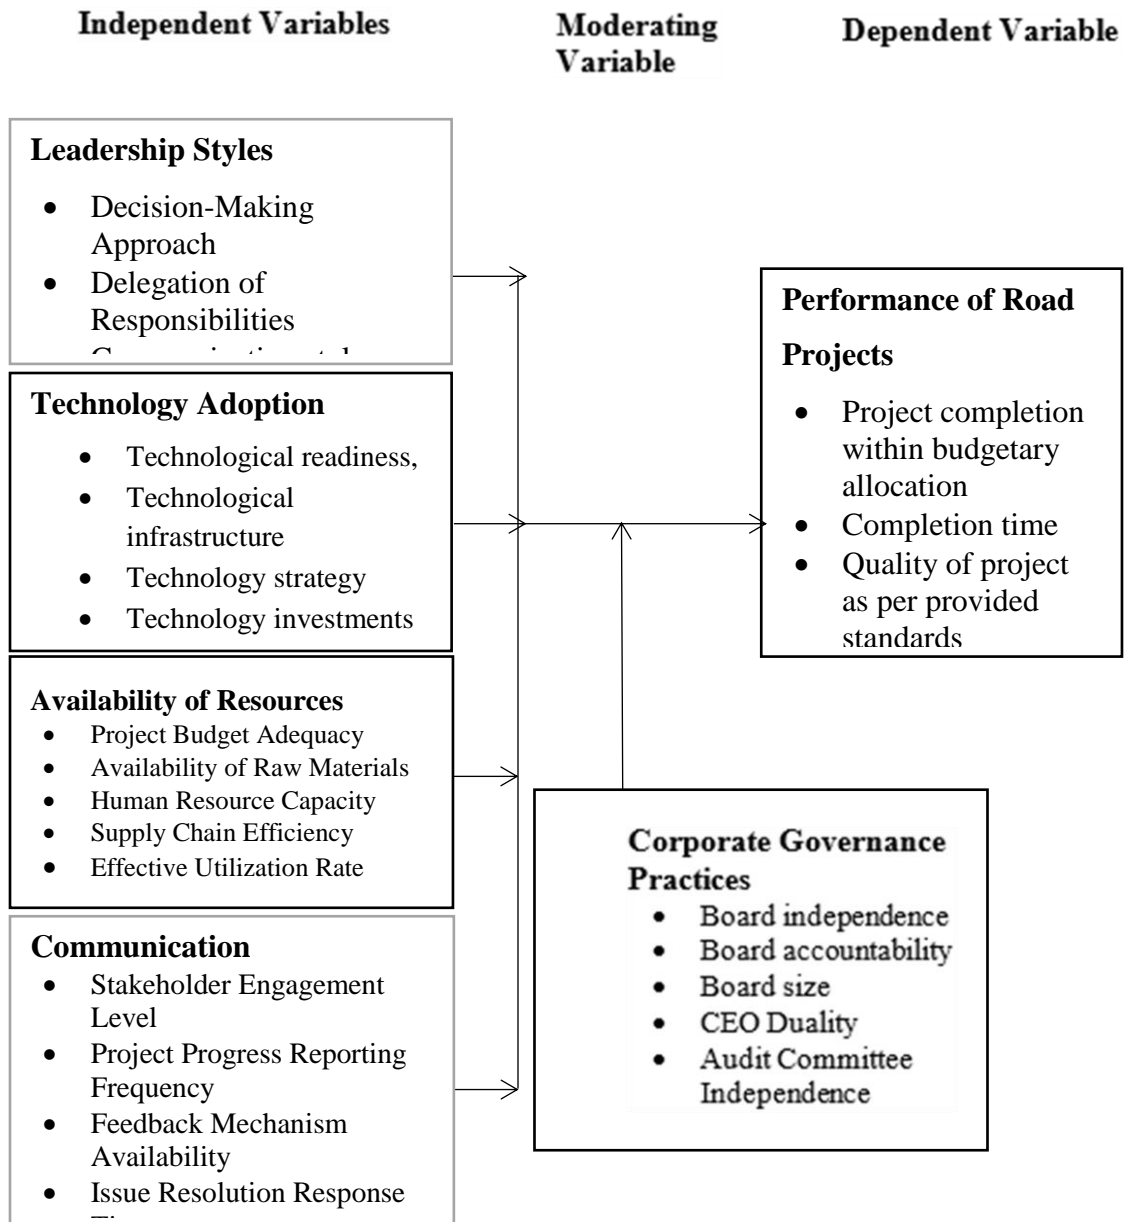 Independent Variables
Moderating
Variable
Dependent Variable
Leadership Styles
• Decision-Making
Approach
• Delegation of
Responsibilities
Technology Adoption
• Technological readiness,
• Technological
infrastructure
• Technology strategy
• Technology investments
Availability of Resources
• Project Budget Adequacy
• Availability of Raw Materials
• Human Resource Capacity
• Supply Chain Efficiency
• Effective Utilization Rate
Communication
• Stakeholder Engagement
Level
• Project Progress Reporting
Frequency
• Feedback Mechanism
Availability
• Issue Resolution Response
Corporate Governance
Practices
• Board independence
• Board accountability
• Board size
• CEO Duality
• Audit Committee
Independence
Performance of Road
Projects
• Project completion
within budgetary
allocation
• Completion time
• Quality of project
as per provided
standards